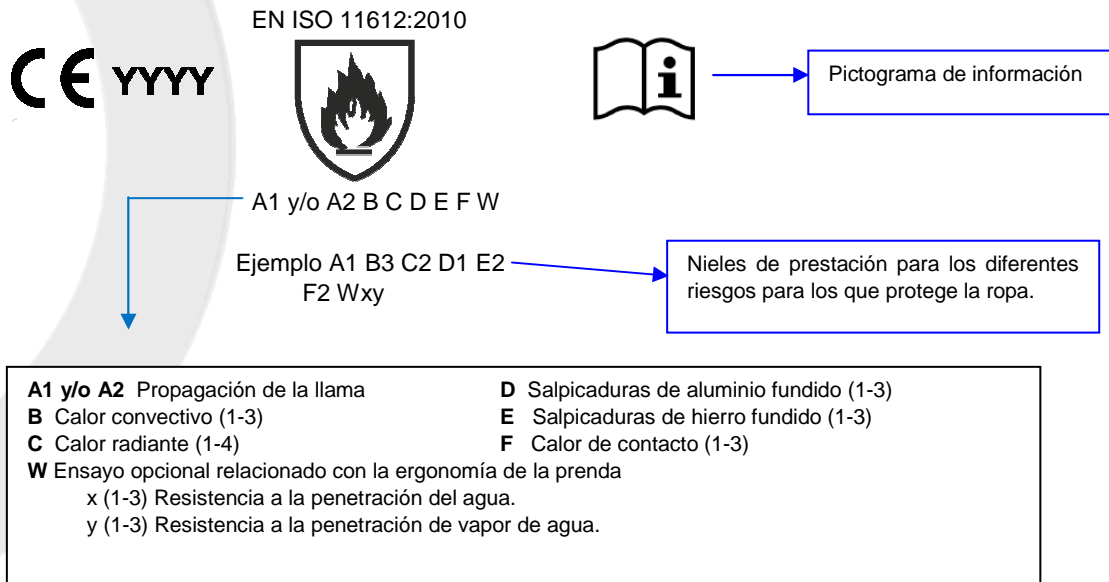 EN ISO 11612:2010
CE YYYY
i
Pictograma de información
A1 y/o A2 B C D E F W
Ejemplo A1 B3 C2 D1 E2
F2 Wxy
Nieles de prestación para los diferentes
riesgos para los que protege la ropa.
A1 y/o A2 Propagación de la llama
D Salpicaduras de aluminio fundido (1-3)
B Calor convectivo (1-3)
E Salpicaduras de hierro fundido (1-3)
C Calor radiante (1-4)
F Calor de contacto (1-3)
W Ensayo opcional relacionado con la ergonomía de la prenda
x (1-3) Resistencia a la penetración del agua.
y (1-3) Resistencia a la penetración de vapor de agua.